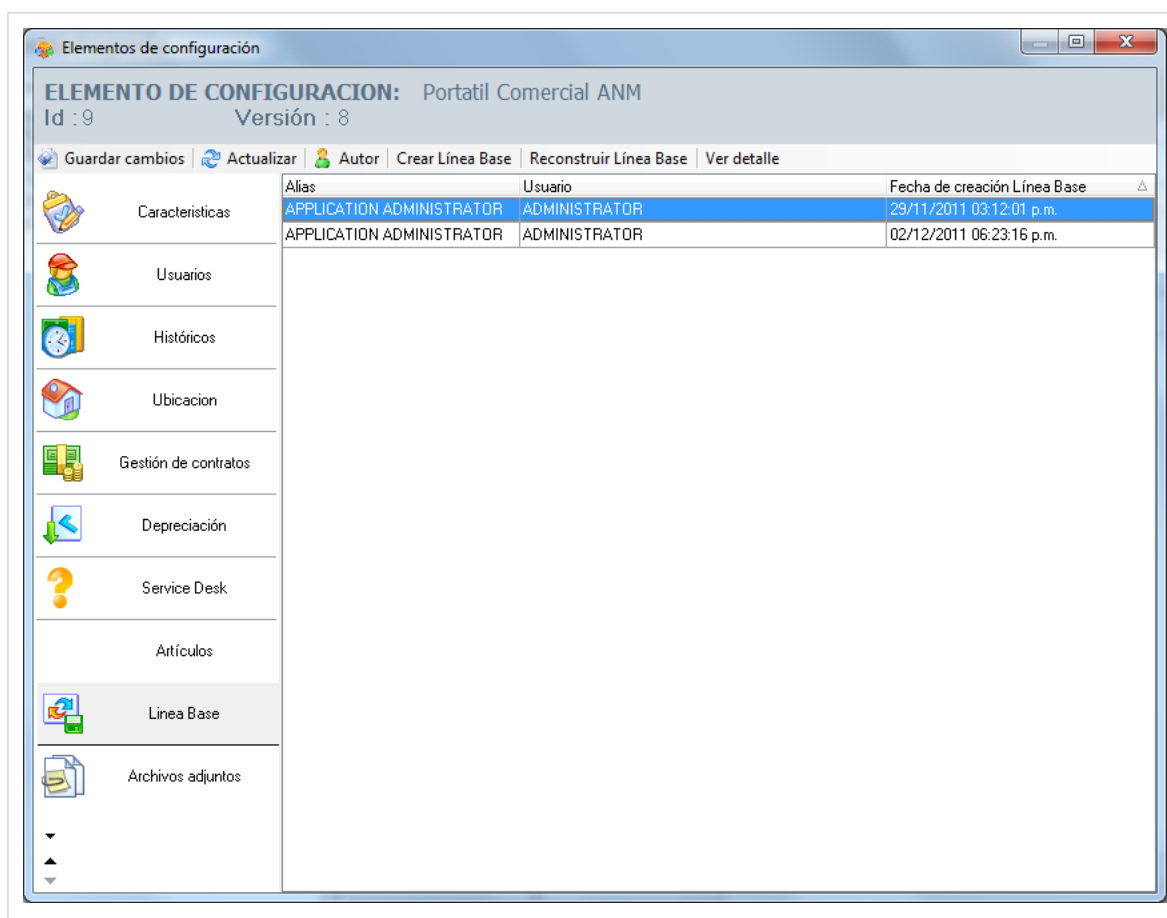 Elementos de configuración
ELEMENTO DE CONFIGURACION: Portatil Comercial ANM
Id : 9 Versión : 8
Guardar cambios Actualizar Autor Crear Línea Base Reconstruir Línea Base Ver detalle
Alias Usuario Fecha de creación Línea Base
APPLICATION ADMINISTRATOR ADMINISTRATOR 29/11/2011 03:12:01 p.m.
APPLICATION ADMINISTRATOR ADMINISTRATOR 02/12/2011 06:23:16 p.m.
Caracteristicas
Usuarios
Históricos
Ubicacion
Gestión de contratos
Depreciación
Service Desk
Artículos
Linea Base
Archivos adjuntos